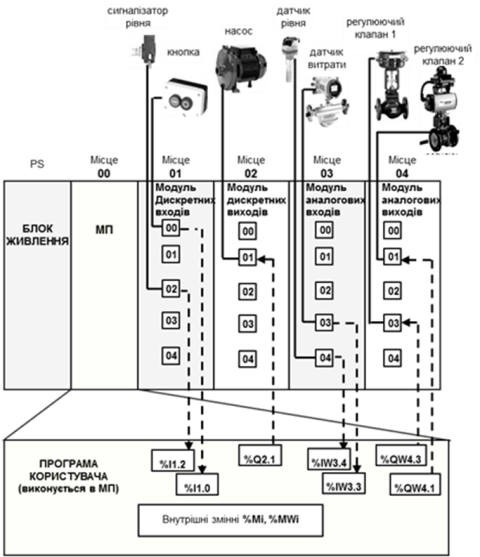 сигналізатор
рівня
кнопка
насос
датчик
рівня
датчик
витрати
регулюючий
клапан 1
регулюючий
клапан 2
PS
Місце
00
Місце
01
Місце
02
Місце
03
Місце
04
БЛОК
ЖИВЛЕННЯ
МП
Модуль
Дискретних
входів
Модуль
дискретних
виходів
Модуль
аналогових
входів
Модуль
аналогових
виходів
00
00
00
00
01
01
01
01
02
02
02
02
03
03
03
03
04
04
04
04
ПРОГРАМА
КОРИСТУВАЧА
(виконується в МП)
%I1.2
%I1.0
%Q2.1
%IW3.4
%IW3.3
%QW4.3
%QW4.1
Внутрішні змінні %Mi, %MWi